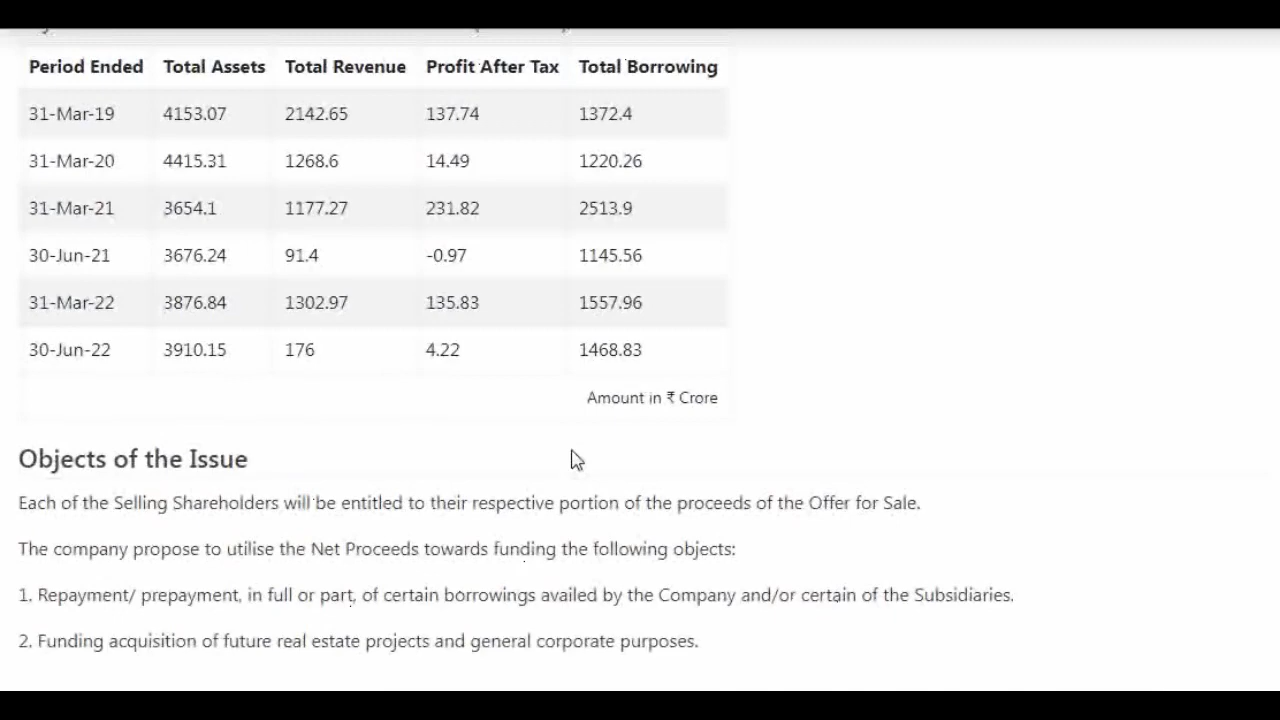 Period Ended Total Assets Total Revenue Profit After Tax Total Borrowing
31-Mar-19 4153.07 2142.65 137.74 1372.4
31-Mar-20 4415.31 1268.6 14.49 1220.26
31-Mar-21 3654.1 1177.27 231.82 2513.9
30-Jun-21 3676.24 91.4 -0.97 1145.56
31-Mar-22 3876.84 1302.97 135.83 1557.96
30-Jun-22 3910.15 176 4.22 1468.83
Amount in ₹ Crore
Objects of the Issue
Each of the Selling Shareholders will be entitled to their respective portion of the proceeds of the Offer for Sale.
The company propose to utilise the Net Proceeds towards funding the following objects:
1. Repayment/ prepayment, in full or part, of certain borrowings availed by the Company and/or certain of the Subsidiaries.
2. Funding acquisition of future real estate projects and general corporate purposes.